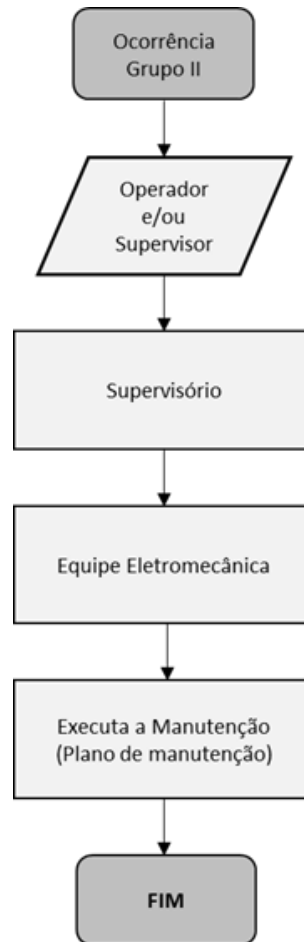 Ocorrência
Grupo II
Operador
e/ou
Supervisor
Supervisório
Equipe Eletromecânica
Executa a Manutenção
(Plano de manutenção)
FIM